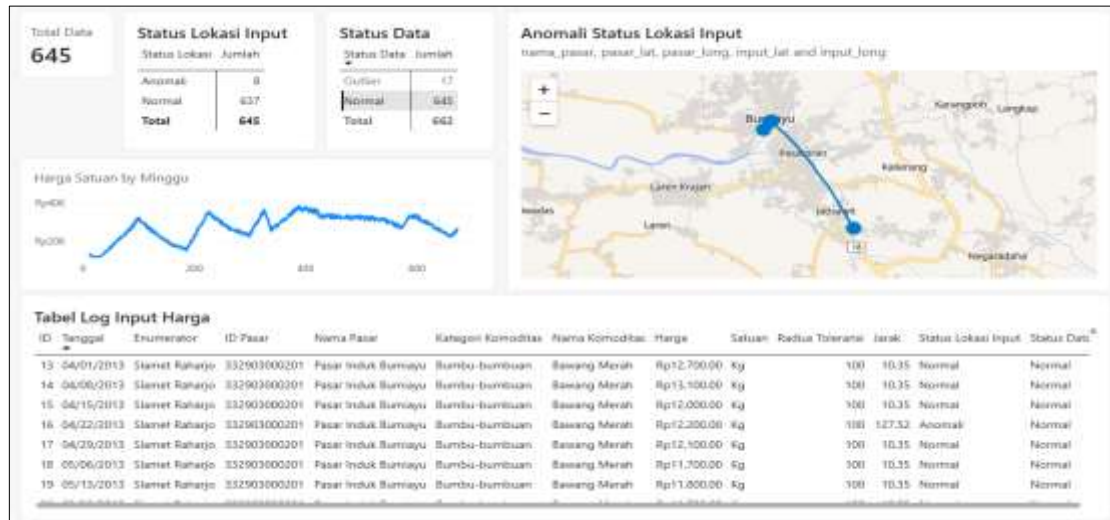 Total Data
645
Status Lokasi Input
Status Lokasi Jumlah
Anomali 8
Normal 637
Total 645
Status Data
Status Data Jumlah
Outlier 17
Normal 645
Total 662
Anomali Status Lokasi Input
nama_pasar, pasar_lat, pasar_long, input_lat and input_long
+
−
Bumiayu
Karangpoh
Langkap
Pasangan
Kalierang
Laren Krajan
Laren
Jatisawit
Negaradaha
Harga Satuan by Minggu
Rp40K
Rp20K
0 200 400 600
Tabel Log Input Harga
ID Tanggal Enumerator ID Pasar Nama Pasar Kategori Komoditas Nama Komoditas Harga Satuan Radius Toleransi Jarak Status Lokasi Input Status Data
13 04/01/2013 Slamet Raharjo 332903000201 Pasar Induk Bumiayu Bumbu-bumbuan Bawang Merah Rp12,700.00 Kg 100 10.35 Normal Normal
14 04/08/2013 Slamet Raharjo 332903000201 Pasar Induk Bumiayu Bumbu-bumbuan Bawang Merah Rp13,100.00 Kg 100 10.35 Normal Normal
15 04/15/2013 Slamet Raharjo 332903000201 Pasar Induk Bumiayu Bumbu-bumbuan Bawang Merah Rp12,000.00 Kg 100 10.35 Normal Normal
16 04/22/2013 Slamet Raharjo 332903000201 Pasar Induk Bumiayu Bumbu-bumbuan Bawang Merah Rp12,200.00 Kg 100 127.52 Anomali Normal
17 04/29/2013 Slamet Raharjo 332903000201 Pasar Induk Bumiayu Bumbu-bumbuan Bawang Merah Rp12,100.00 Kg 100 10.35 Normal Normal
18 05/06/2013 Slamet Raharjo 332903000201 Pasar Induk Bumiayu Bumbu-bumbuan Bawang Merah Rp11,700.00 Kg 100 10.35 Normal Normal
19 05/13/2013 Slamet Raharjo 332903000201 Pasar Induk Bumiayu Bumbu-bumbuan Bawang Merah Rp11,800.00 Kg 100 10.35 Normal Normal